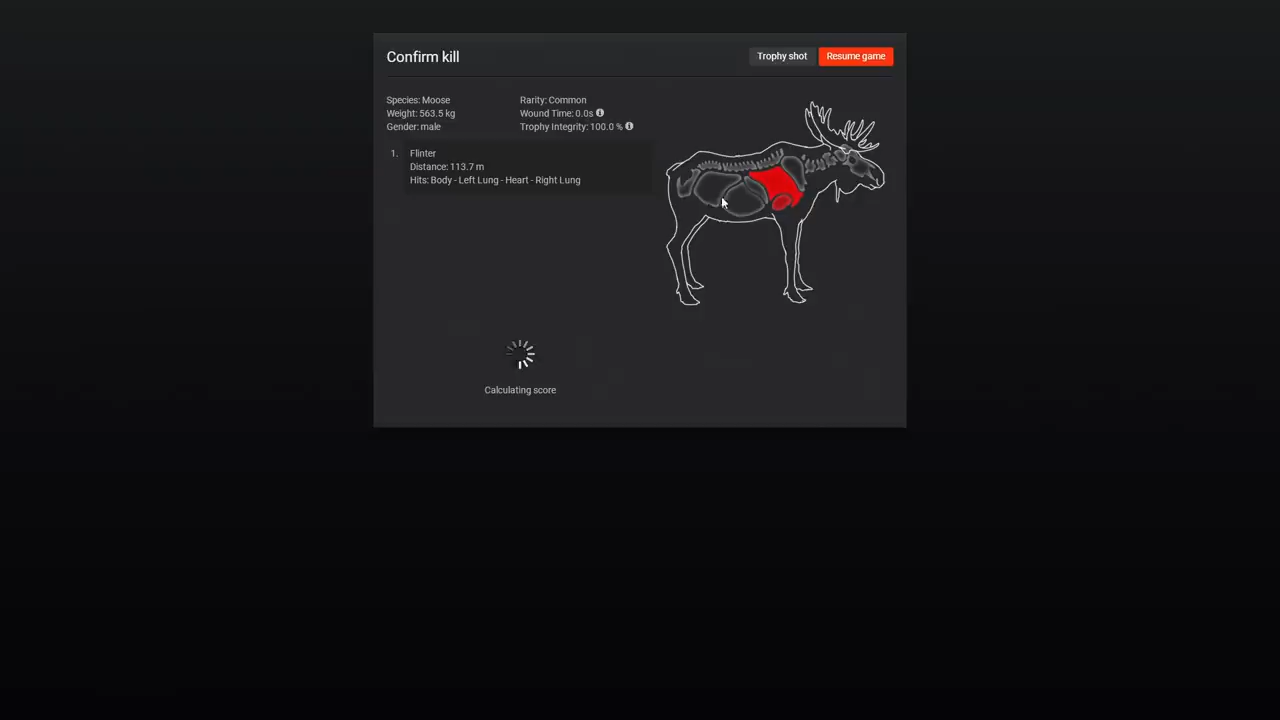 Confirm kill
Trophy shot
Resume game
Species: Moose
Rarity: Common
Weight: 563.5 kg
Wound Time: 0.0s
Gender: male
Trophy Integrity: 100.0 %
1. Flinter
Distance: 113.7 m
Hits: Body - Left Lung - Heart - Right Lung
Calculating score